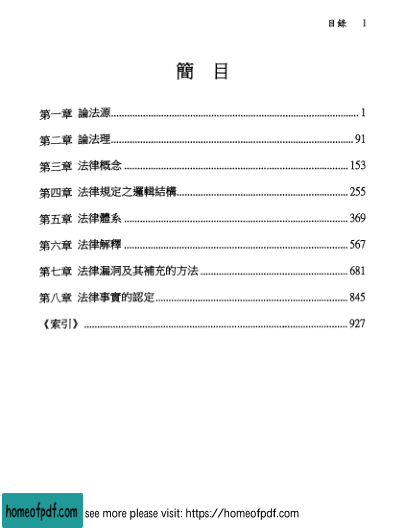 目錄 1
簡 目
第一章 論法源 1
第二章 論法理 91
第三章 法律概念 153
第四章 法律規定之邏輯結構 255
第五章 法律體系 369
第六章 法律解釋 567
第七章 法律漏洞及其補充的方法 681
第八章 法律事實的認定 845
《索引》 927
homeofpdf.com see more please visit: https://homeofpdf.com